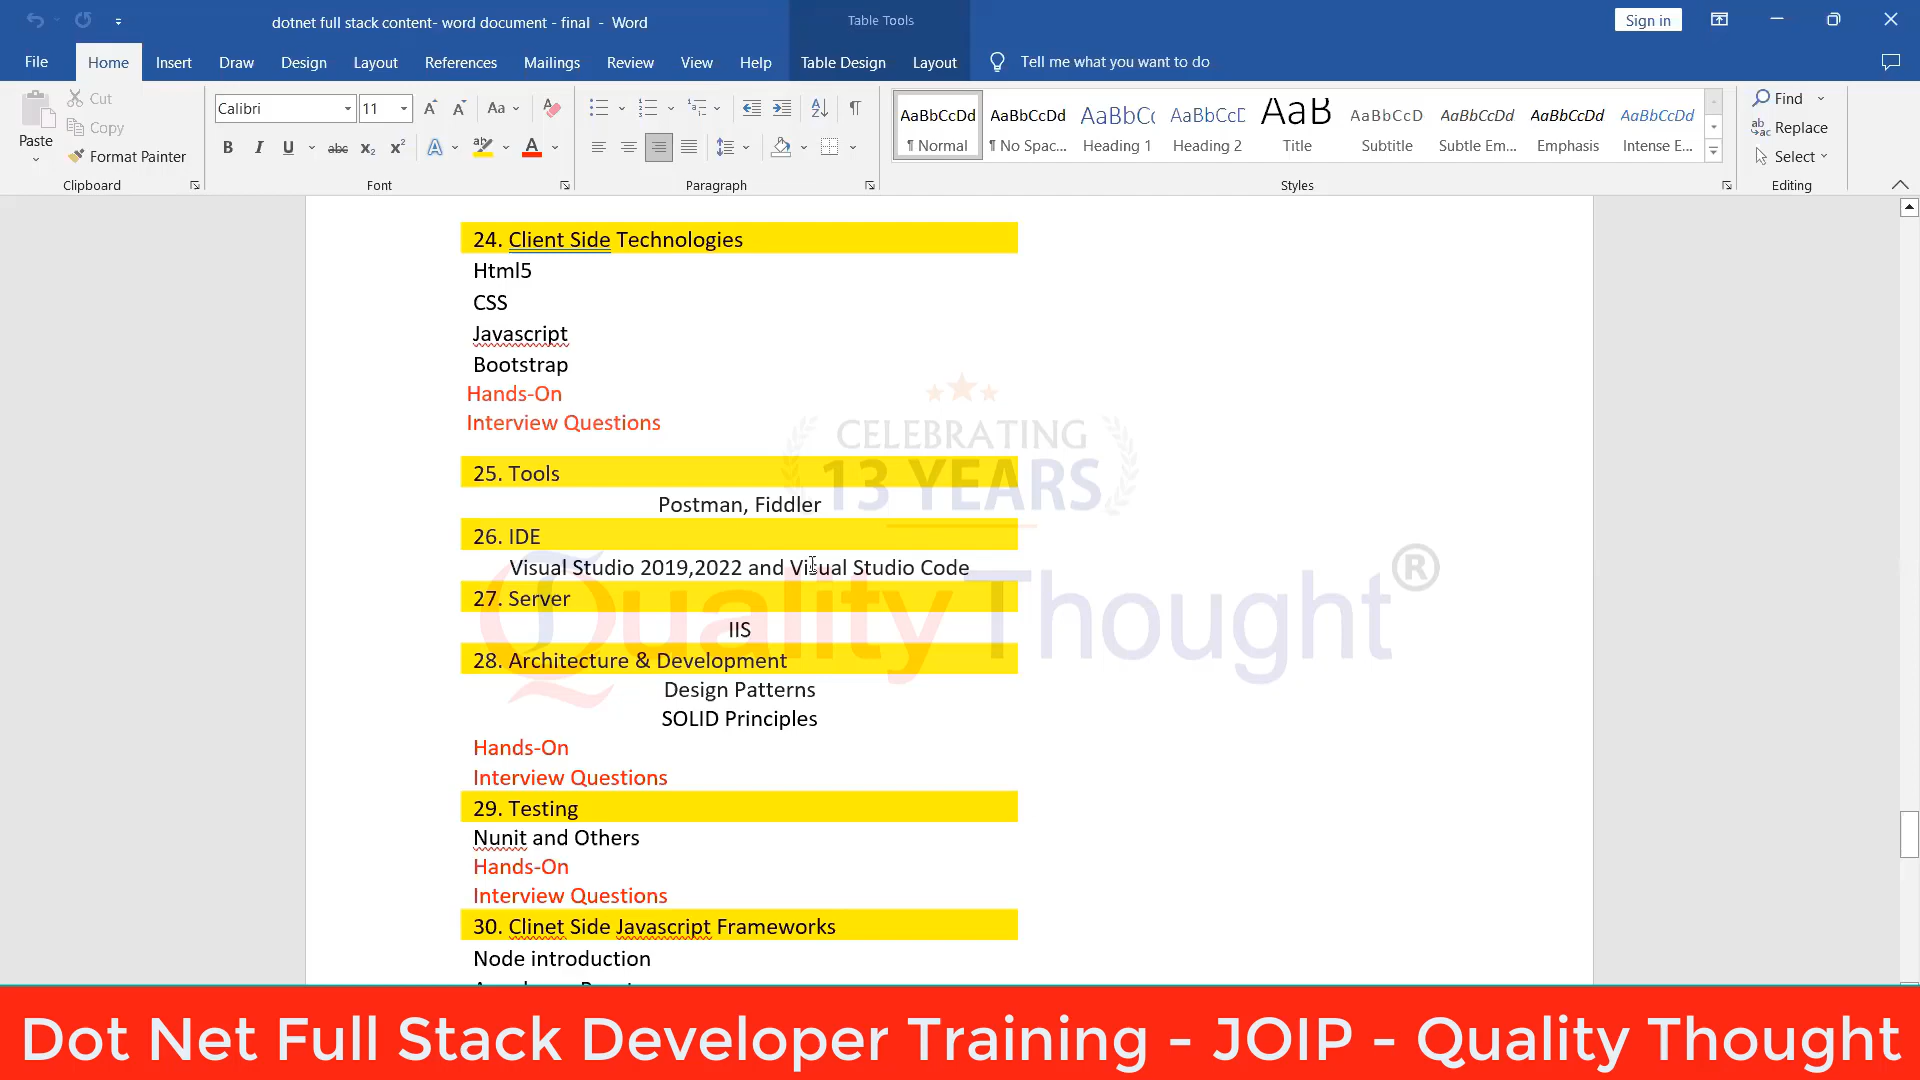 dotnet full stack content- word document - final - Word
Table Tools
Sign in
File Home Insert Draw Design Layout References Mailings Review View Help Table Design Layout Tell me what you want to do
Paste
Cut
Copy
Format Painter
Clipboard
Calibri 11
Font
Paragraph
AaBbCcDd AaBbCcDd AaBbCc AaBbCcD AaB AaBbCcD AaBbCcDd AaBbCcDd AaBbCcDd
¶ Normal ¶ No Spac... Heading 1 Heading 2 Title Subtitle Subtle Em... Emphasis Intense E...
Styles
Find
Replace
Select
Editing
24. Client Side Technologies
Html5
CSS
Javascript
Bootstrap
Hands-On
Interview Questions
25. Tools
Postman, Fiddler
26. IDE
Visual Studio 2019,2022 and Visual Studio Code
27. Server
IIS
28. Architecture & Development
Design Patterns
SOLID Principles
Hands-On
Interview Questions
29. Testing
Nunit and Others
Hands-On
Interview Questions
30. Clinet Side Javascript Frameworks
Node introduction
CELEBRATING
13 YEARS
QualityThought®
Dot Net Full Stack Developer Training - JOIP - Quality Thought